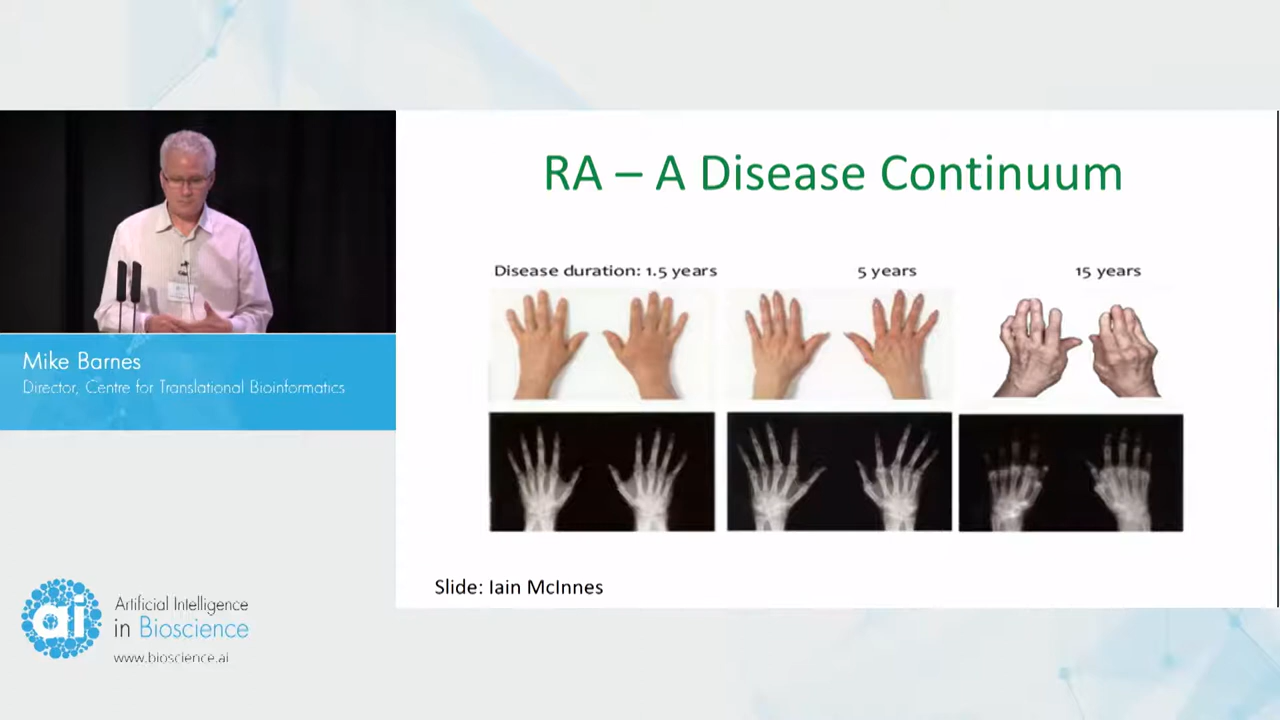 RA – A Disease Continuum
Disease duration: 1.5 years
5 years
15 years
Slide: Iain McInnes
Mike Barnes
Director, Centre for Translational Bioinformatics
ai
Artificial Intelligence
in Bioscience
www.bioscience.ai